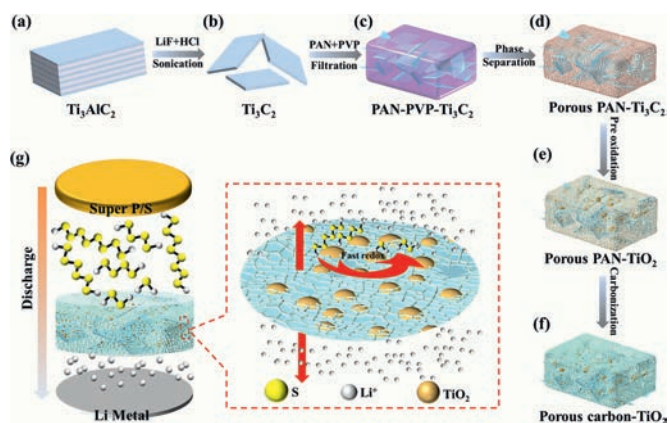 (a)
LiF+HCl
Sonication
(b)
PAN+PVP
Filtration
(c)
Phase
Separation
(d)
Ti₃AlC₂
Ti₃C₂
PAN-PVP-Ti₃C₂
Porous PAN-Ti₃C₂
Pre oxidation
(e)
Porous PAN-TiO₂
Carbonization
(f)
Porous carbon-TiO₂
(g)
Discharge
Super P/S
Li Metal
Fast redox
S
Li⁺
TiO₂